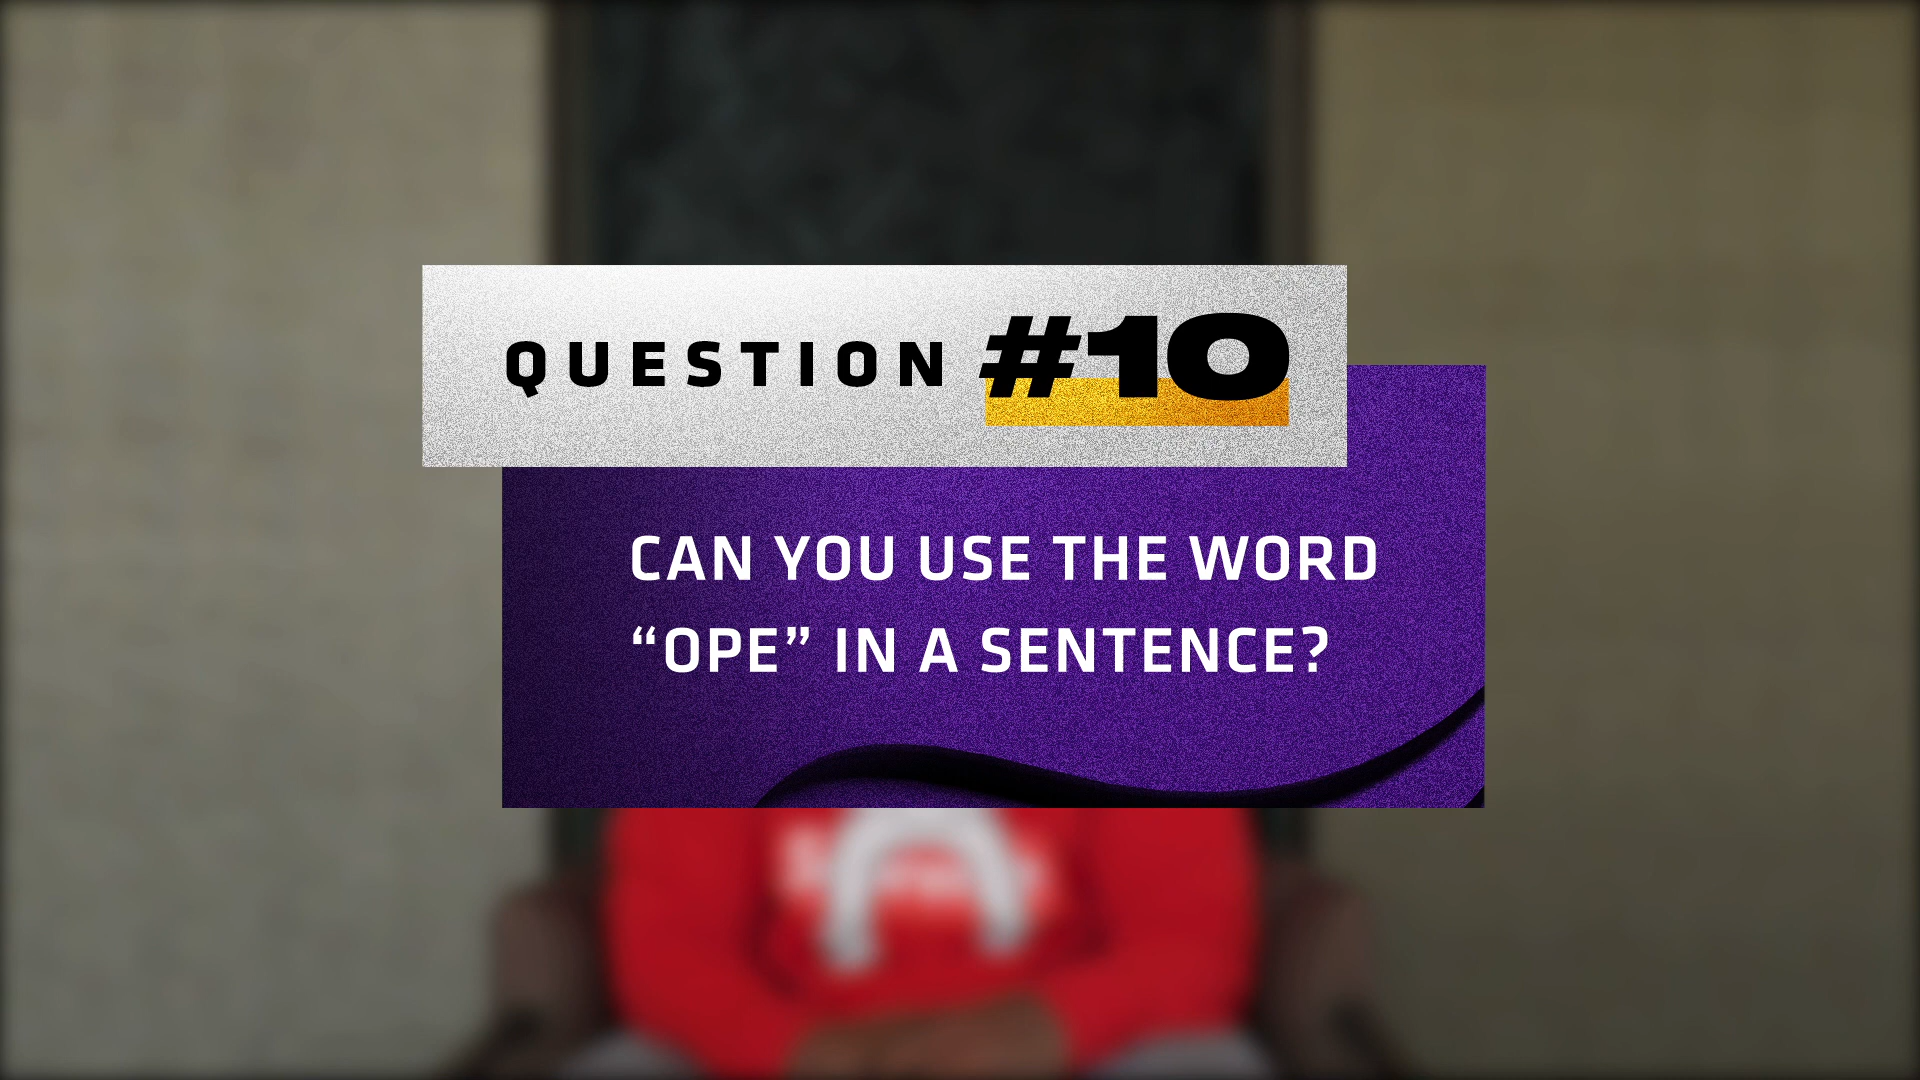 QUESTION #10
CAN YOU USE THE WORD
“OPE” IN A SENTENCE?